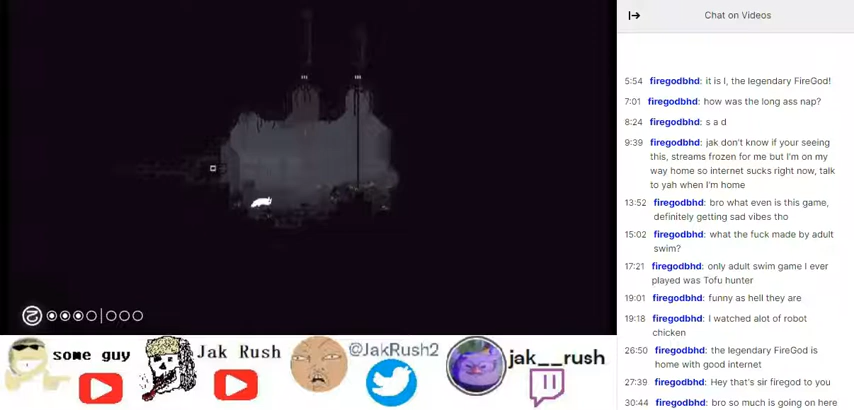 Chat on Videos
5:54 firegodbhd: it is I, the legendary FireGod!
7:01 firegodbhd: how was the long ass nap?
8:24 firegodbhd: s a d
9:39 firegodbhd: jak don't know if your seeing
this, streams frozen for me but I'm on my
way home so internet sucks right now, talk
to yah when I'm home
13:52 firegodbhd: bro what even is this game,
definitely getting sad vibes tho
15:02 firegodbhd: what the fuck made by adult
swim?
17:21 firegodbhd: only adult swim game I ever
played was Tofu hunter
19:01 firegodbhd: funny as hell they are
19:18 firegodbhd: I watched alot of robot
chicken
26:50 firegodbhd: the legendary FireGod is
home with good internet
27:39 firegodbhd: Hey that's sir firegod to you
30:44 firegodbhd: bro so much is going on here
some guy
Jak Rush
@JakRush2
jak__rush